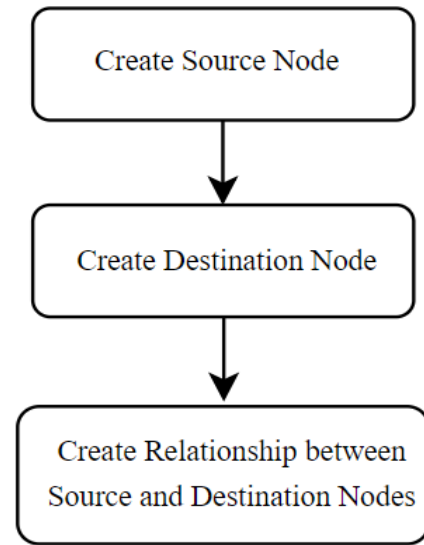 Create Source Node
Create Destination Node
Create Relationship between
Source and Destination Nodes